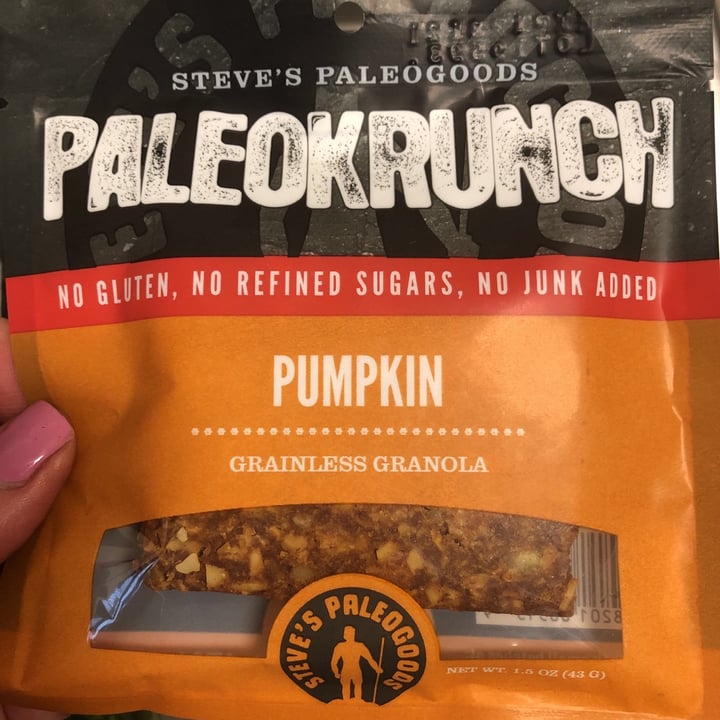 STEVE'S PALEOGOODS
PALEOKRUNCH
NO GLUTEN, NO REFINED SUGARS, NO JUNK ADDED
PUMPKIN
GRAINLESS GRANOLA
STEVE'S PALEOGOODS
NET WT. 1.5 OZ (43 G)